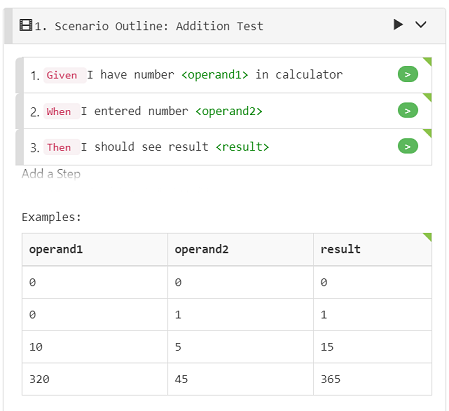 1. Scenario Outline: Addition Test
1. Given I have number <operand1> in calculator >
2. When I entered number <operand2> >
3. Then I should see result <result> >
Add a Step
Examples:
operand1 operand2 result
0 0 0
0 1 1
10 5 15
320 45 365